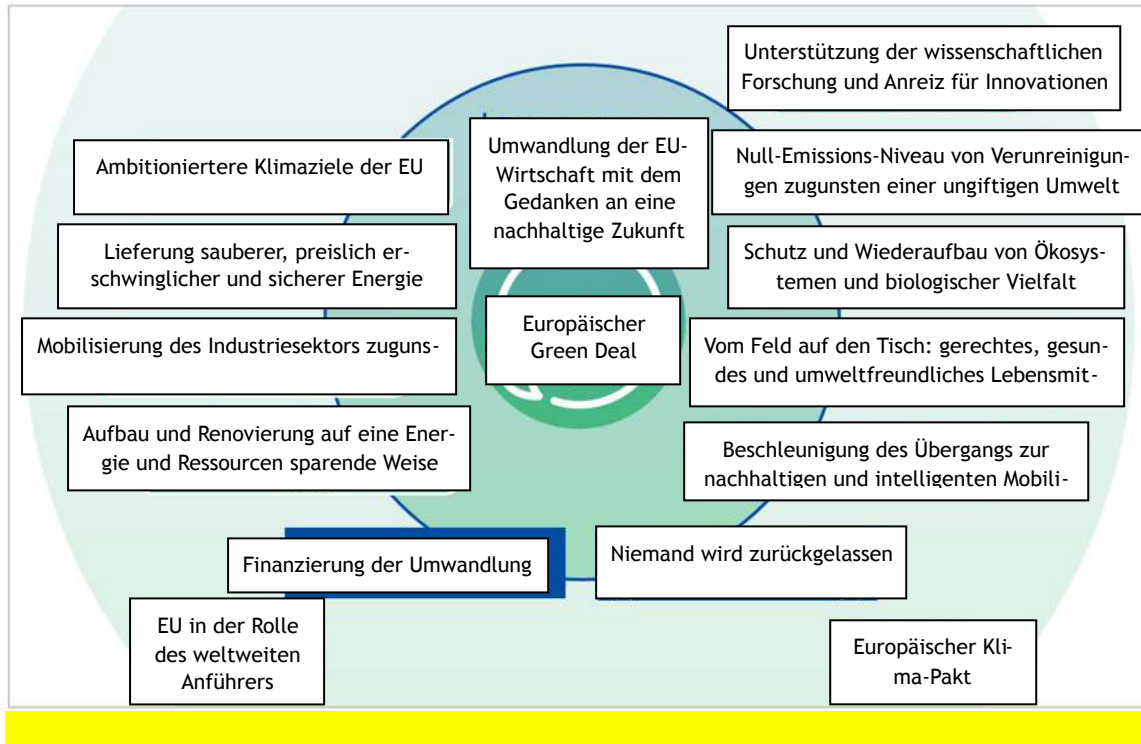 Unterstützung der wissenschaftlichen
Forschung und Anreiz für Innovationen
Umwandlung der EU-
Wirtschaft mit dem
Gedanken an eine
nachhaltige Zukunft
Ambitioniertere Klimaziele der EU
Null-Emissions-Niveau von Verunreinigun-
gen zugunsten einer ungiftigen Umwelt
Lieferung sauberer, preislich er-
schwinglicher und sicherer Energie
Schutz und Wiederaufbau von Ökosys-
temen und biologischer Vielfalt
Europäischer
Green Deal
Mobilisierung des Industriesektors zuguns-
Vom Feld auf den Tisch: gerechtes, gesun-
des und umweltfreundliches Lebensmit-
Aufbau und Renovierung auf eine Ener-
gie und Ressourcen sparende Weise
Beschleunigung des Übergangs zur
nachhaltigen und intelligenten Mobili-
Finanzierung der Umwandlung
Niemand wird zurückgelassen
EU in der Rolle
des weltweiten
Anführers
Europäischer Kli-
ma-Pakt